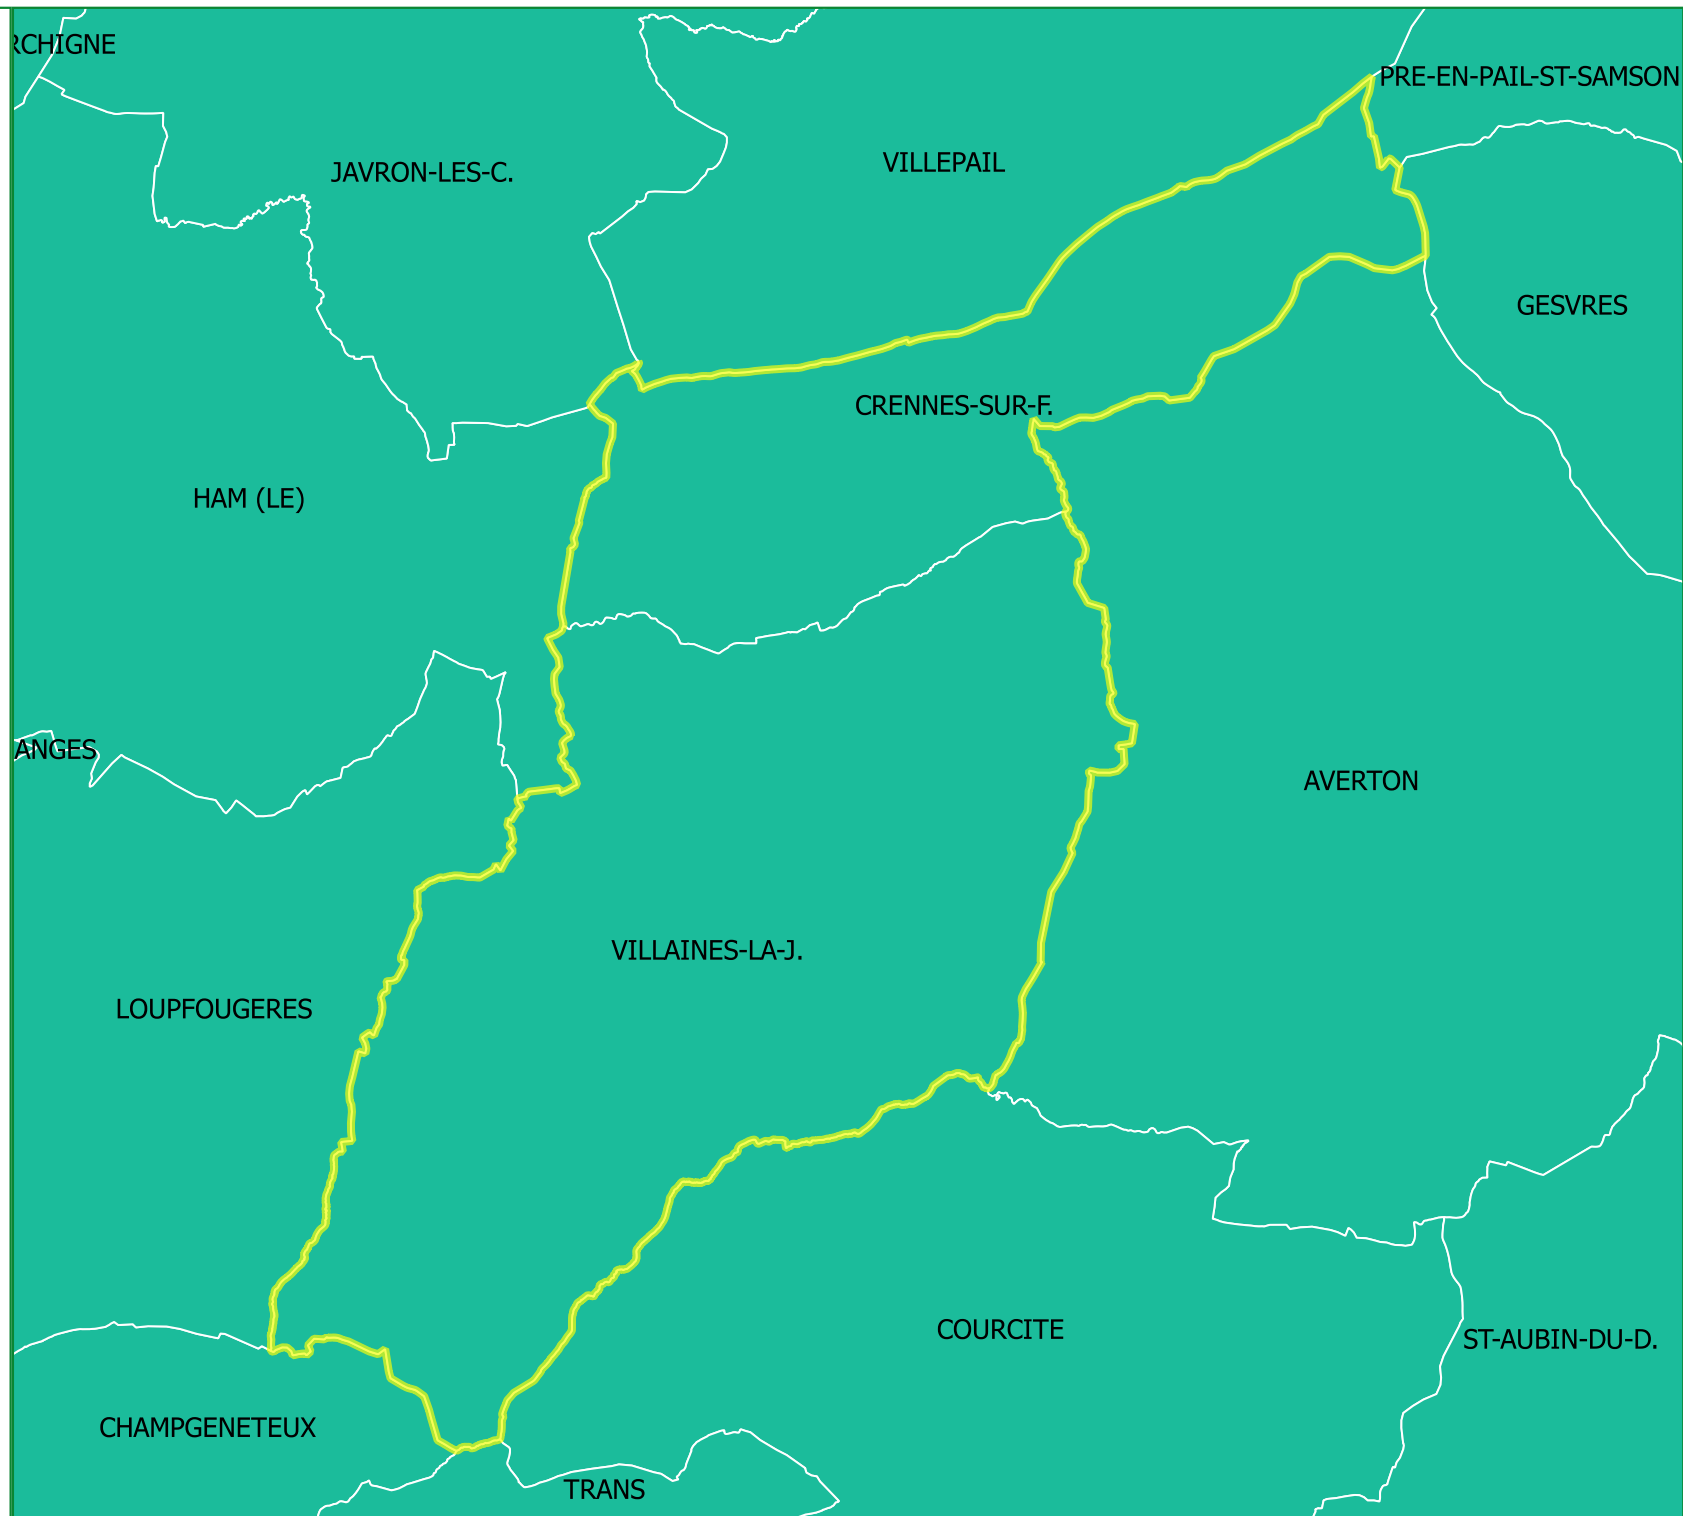 RCHIGNE
PRE-EN-PAIL-ST-SAMSON
VILLEPAIL
JAVRON-LES-C.
GESVRES
CRENNES-SUR-F.
HAM (LE)
ANGES
AVERTON
VILLAINES-LA-J.
LOUPFOUGERES
COURCITE
ST-AUBIN-DU-D.
CHAMPGENETEUX
TRANS